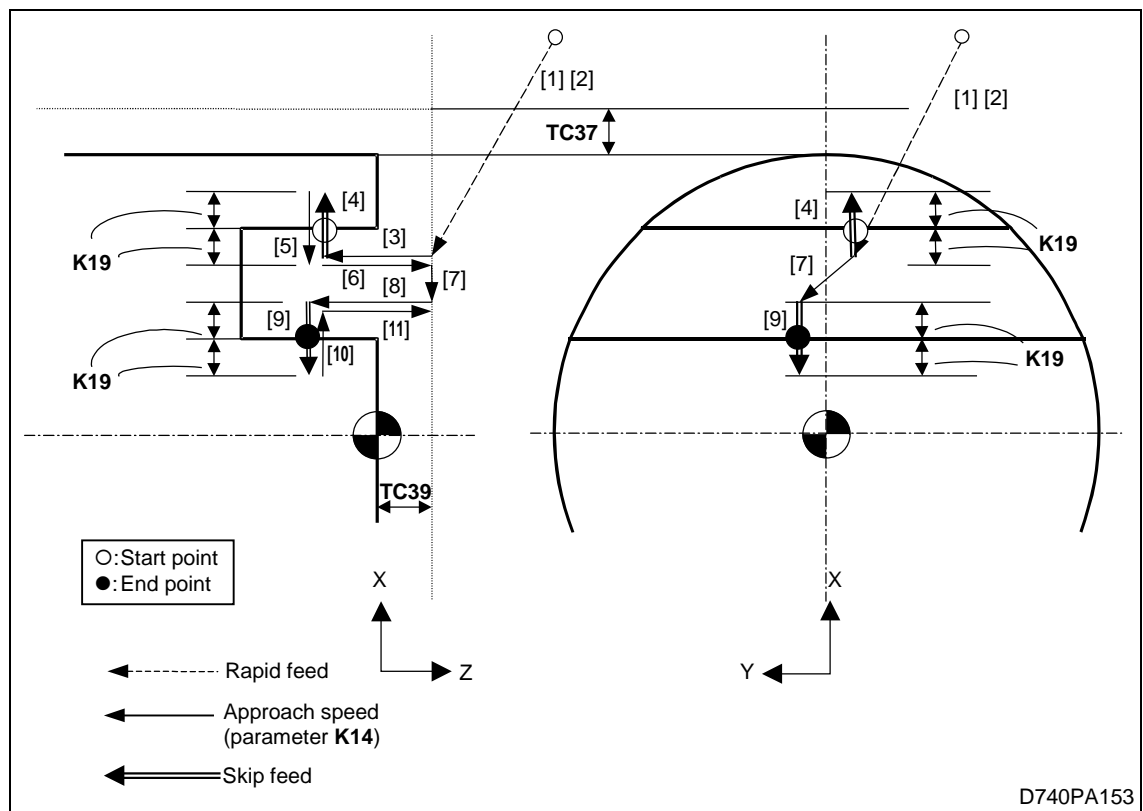 [1] [2]
[1] [2]
TC37
[4]
[5]
[3]
K19
[6]
[7]
[8]
[9]
[11]
[10]
K19
[4]
K19
[7]
[9]
K19
TC39
○:Start point
●:End point
X
Z
X
Y
Rapid feed
Approach speed
(parameter K14)
Skip feed
D740PA153